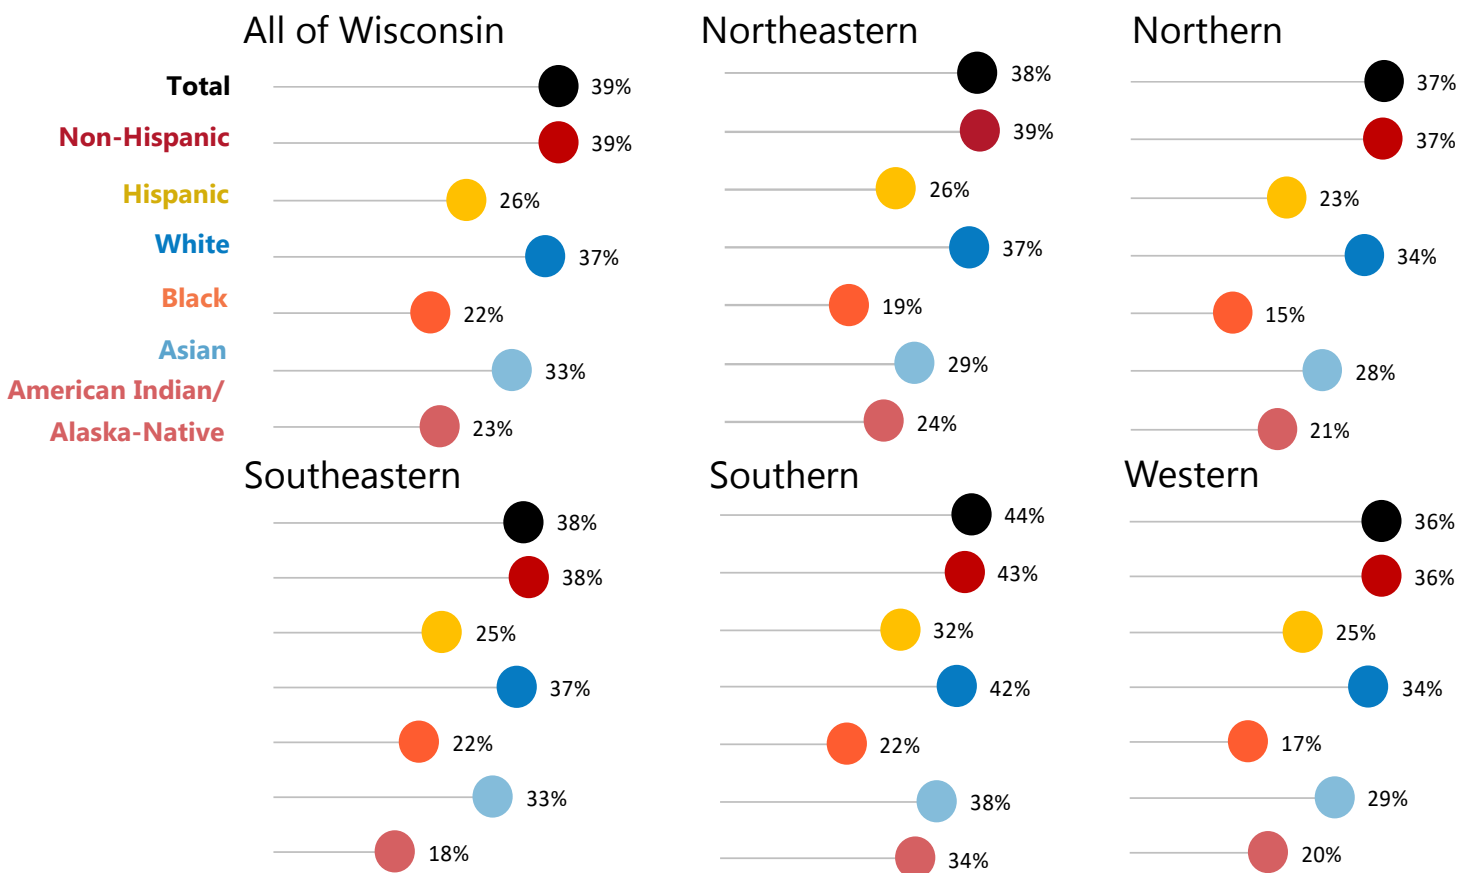 All of Wisconsin
Total 39%
Non-Hispanic 39%
Hispanic 26%
White 37%
Black 22%
Asian 33%
American Indian/
Alaska-Native 23%
Northeastern
38%
39%
26%
37%
19%
29%
24%
Northern
37%
37%
23%
34%
15%
28%
21%
Southeastern
38%
38%
25%
37%
22%
33%
18%
Southern
44%
43%
32%
42%
22%
38%
34%
Western
36%
36%
25%
34%
17%
29%
20%